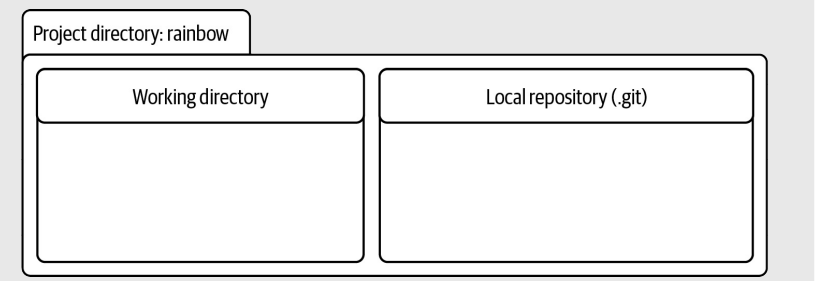 Project directory: rainbow
Working directory
Local repository (.git)